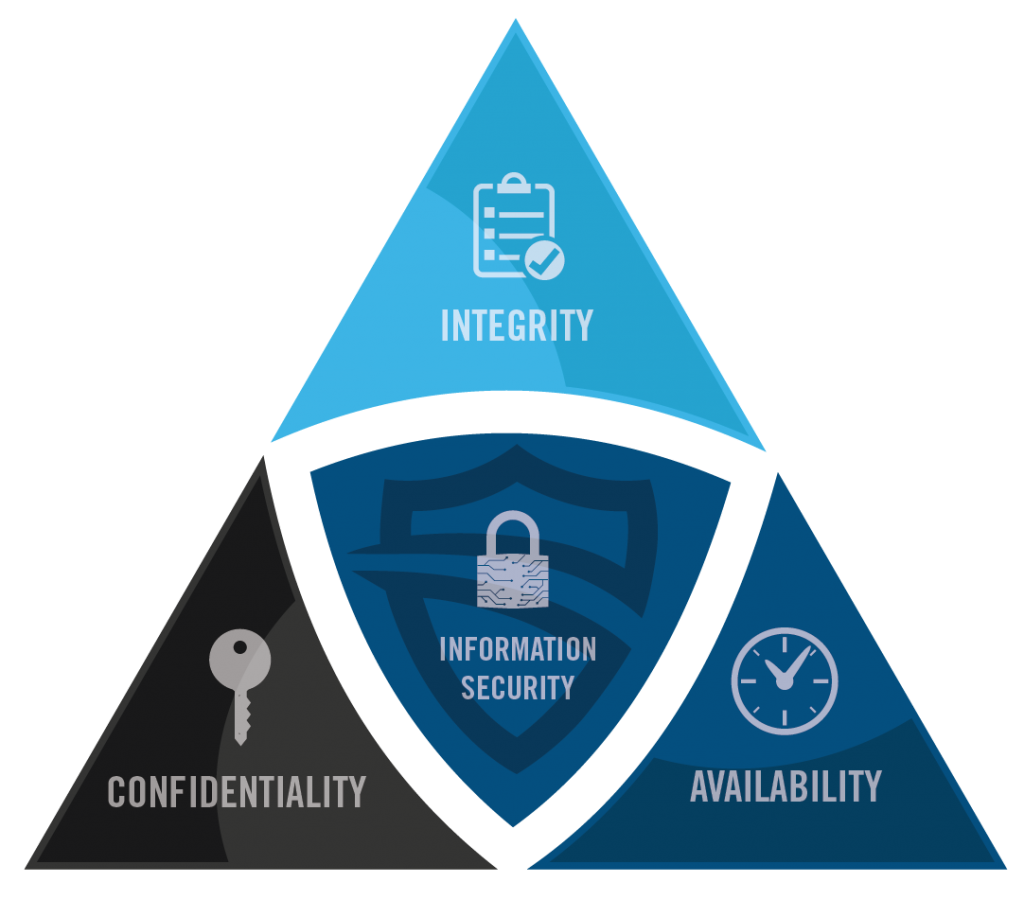 INTEGRITY
INFORMATION
SECURITY
CONFIDENTIALITY
AVAILABILITY